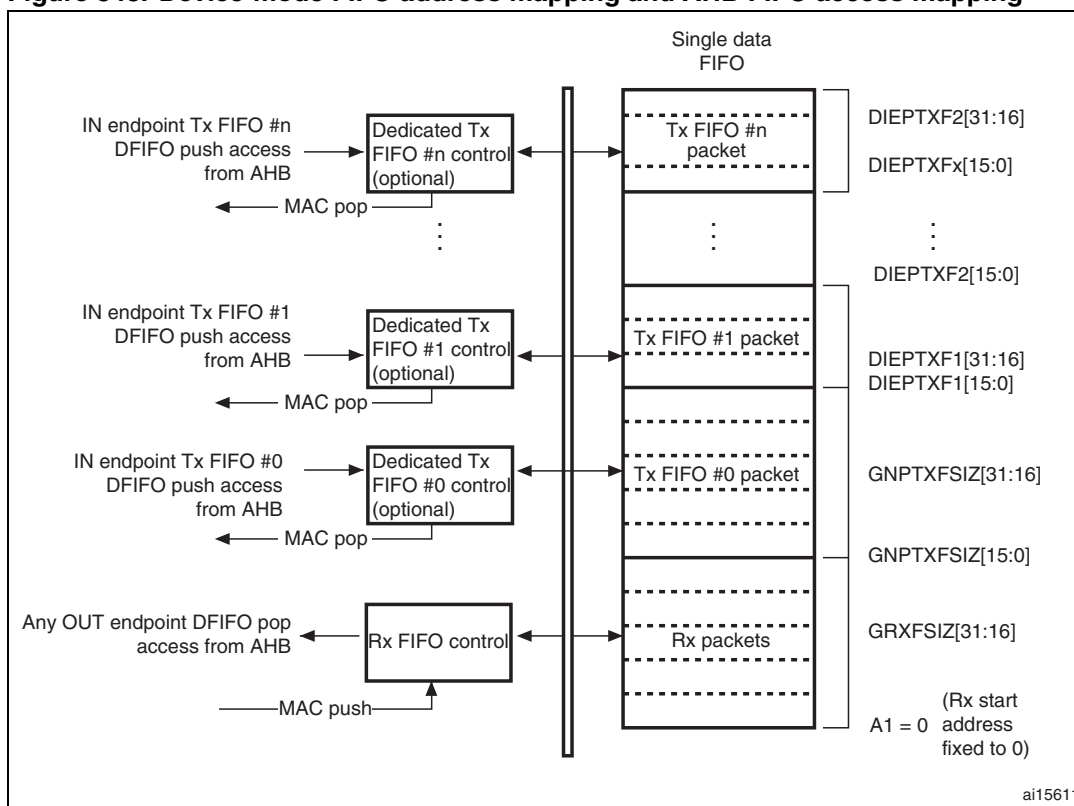 Figure Device-mode FIFO address mapping and AHB FIFO access mapping
Single data
FIFO
IN endpoint Tx FIFO #n
DFIFO push access
from AHB
Dedicated Tx
FIFO #n control
(optional)
MAC pop
Tx FIFO #n
packet
DIEPTXF2[31:16]
DIEPTXFx[15:0]
DIEPTXF2[15:0]
IN endpoint Tx FIFO #1
DFIFO push access
from AHB
Dedicated Tx
FIFO #1 control
(optional)
MAC pop
Tx FIFO #1 packet
DIEPTXF1[31:16]
DIEPTXF1[15:0]
IN endpoint Tx FIFO #0
DFIFO push access
from AHB
Dedicated Tx
FIFO #0 control
(optional)
MAC pop
Tx FIFO #0 packet
GNPTXFSIZ[31:16]
GNPTXFSIZ[15:0]
Any OUT endpoint DFIFO pop
access from AHB
Rx FIFO control
MAC push
Rx packets
GRXFSIZ[31:16]
A1 = 0 (Rx start
address
fixed to 0)
ai15611